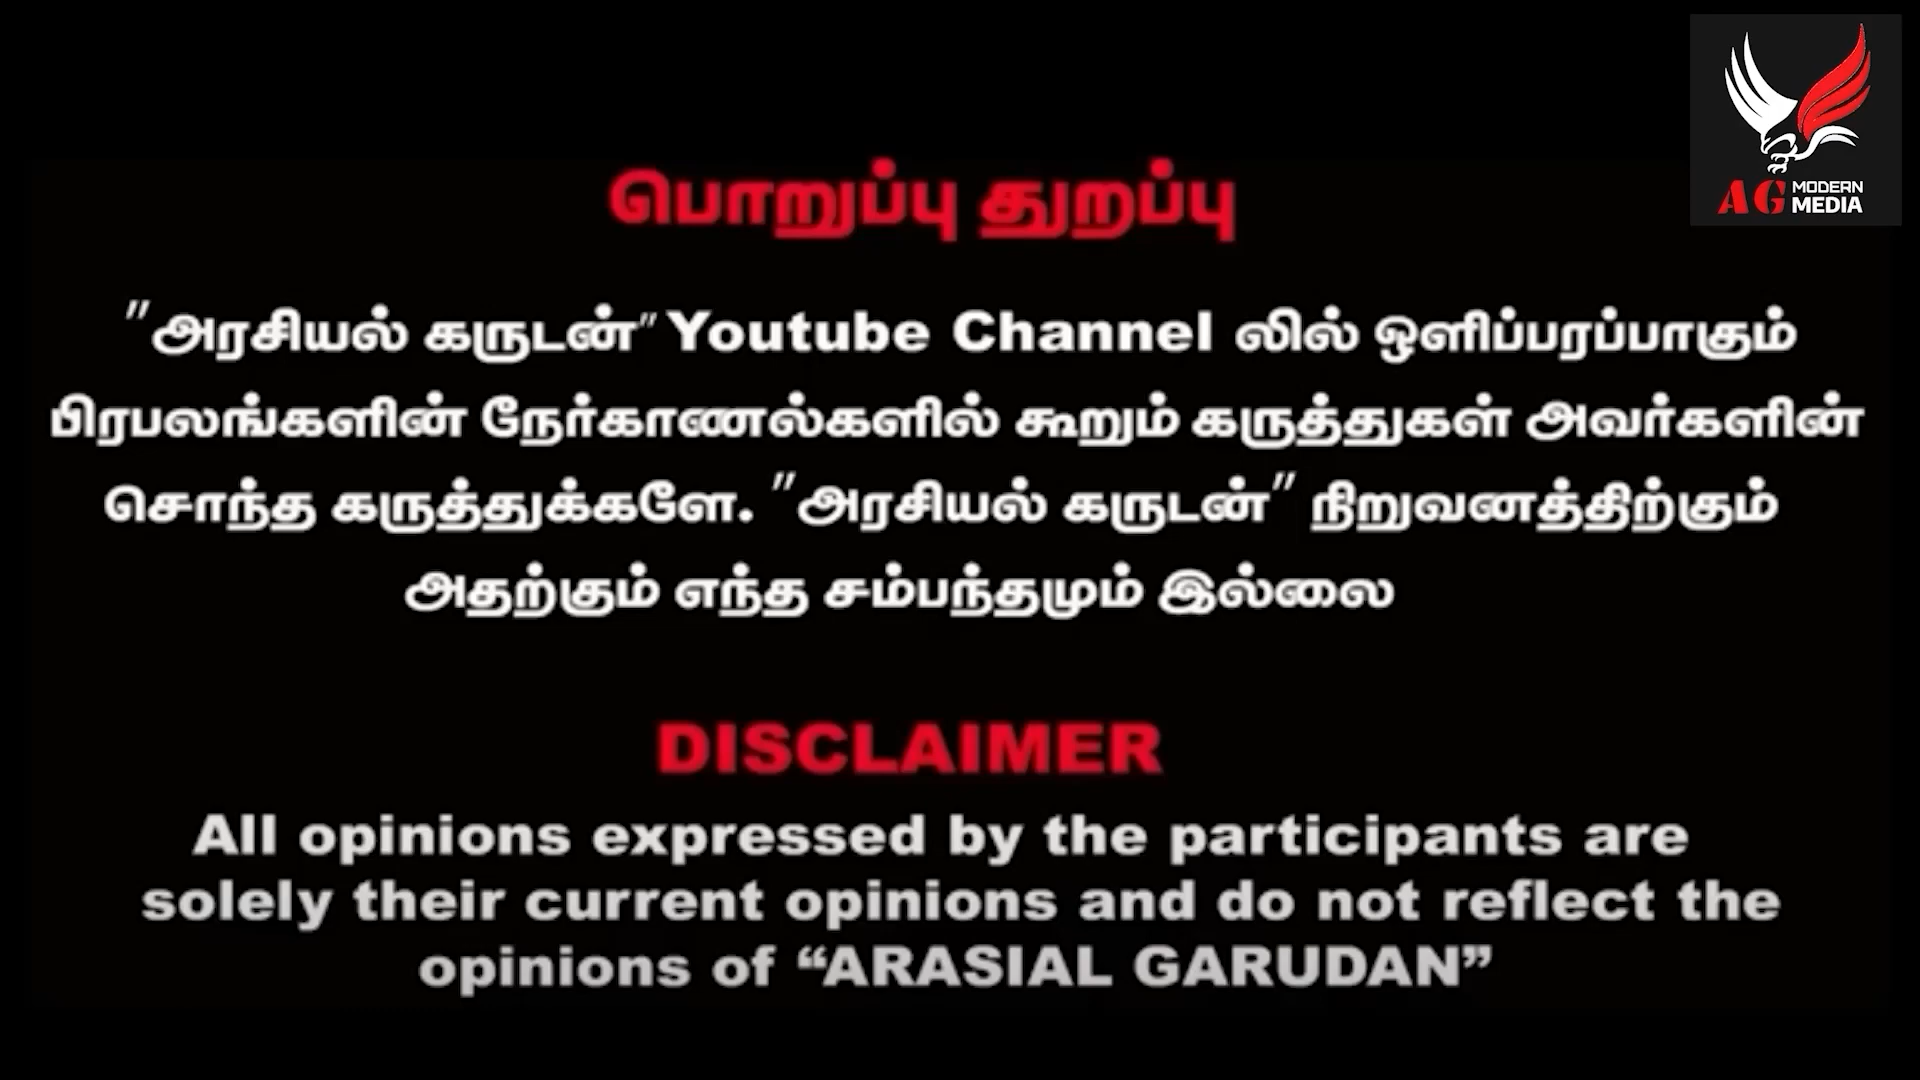 AG MODERN MEDIA
பொறுப்பு துறப்பு
"அரசியல் கருடன்" Youtube Channel லில் ஒளிப்பரப்பாகும்
பிரபலங்களின் நேர்காணல்களில் கூறும் கருத்துகள் அவர்களின்
சொந்த கருத்துக்களே. "அரசியல் கருடன்" நிறுவனத்திற்கும்
அதற்கும் எந்த சம்பந்தமும் இல்லை
DISCLAIMER
All opinions expressed by the participants are
solely their current opinions and do not reflect the
opinions of “ARASIAL GARUDAN”